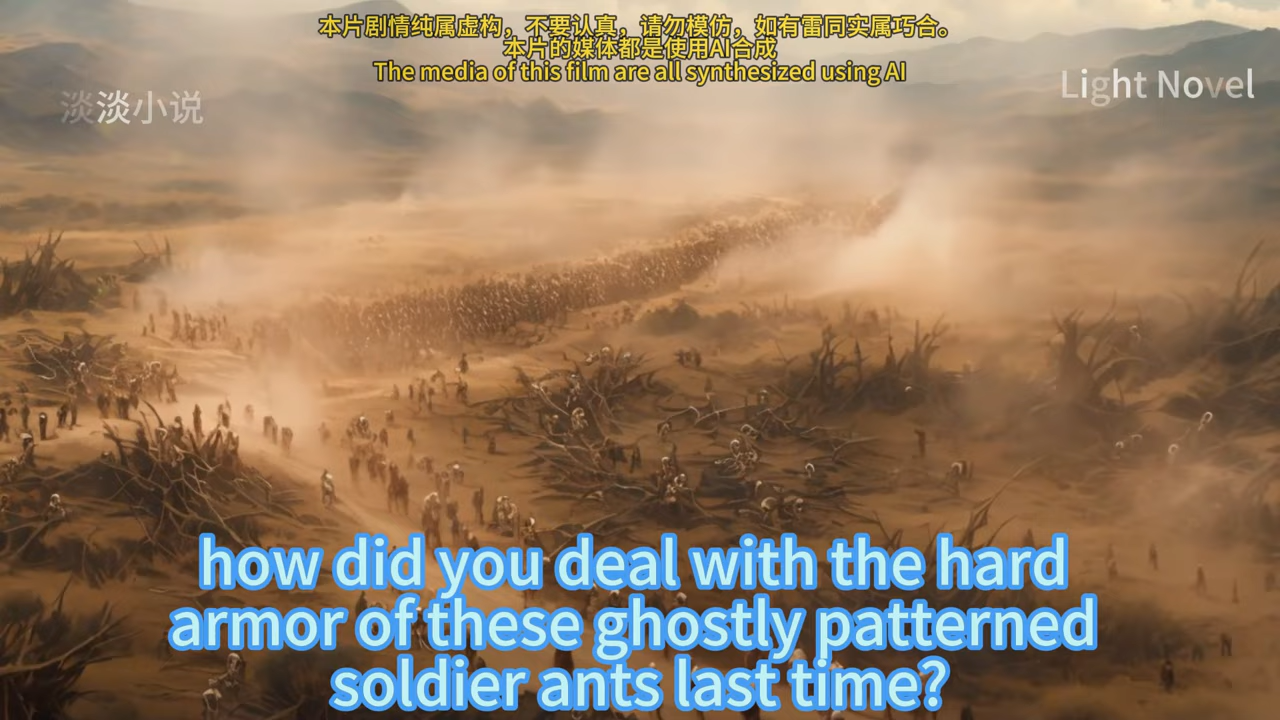 本片剧情纯属虚构，不要认真，请勿模仿，如有雷同实属巧合。
本片的媒体都是使用AI合成
The media of this film are all synthesized using AI
Light Novel
淡淡小说
how did you deal with the hard
armor of these ghostly patterned
soldier ants last time?